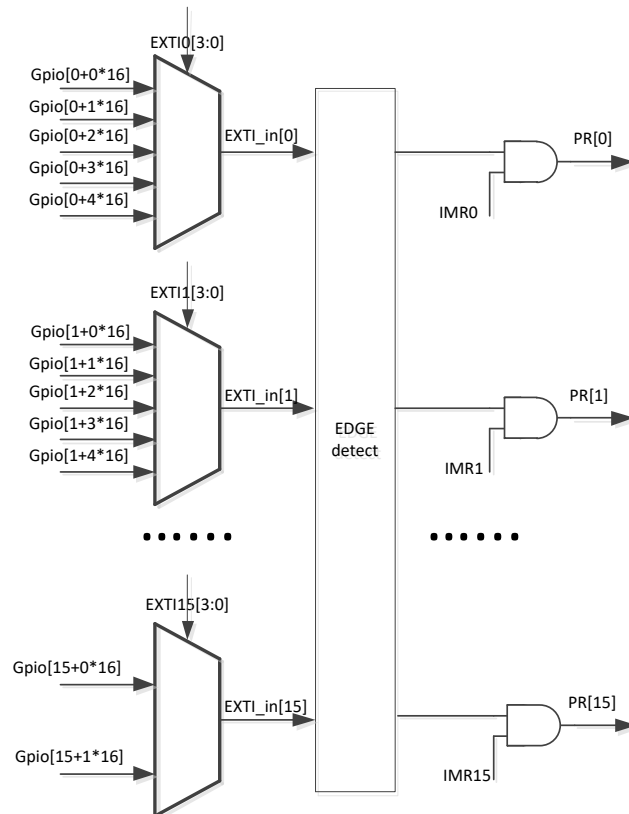 EXTI0[3:0]
Gpio[0+0*16]
Gpio[0+1*16]
Gpio[0+2*16]
Gpio[0+3*16]
Gpio[0+4*16]
EXTI_in[0]
PR[0]
IMR0
EXTI1[3:0]
Gpio[1+0*16]
Gpio[1+1*16]
Gpio[1+2*16]
Gpio[1+3*16]
Gpio[1+4*16]
EXTI_in[1]
EDGE
detect
PR[1]
IMR1
EXTI15[3:0]
Gpio[15+0*16]
Gpio[15+1*16]
EXTI_in[15]
PR[15]
IMR15